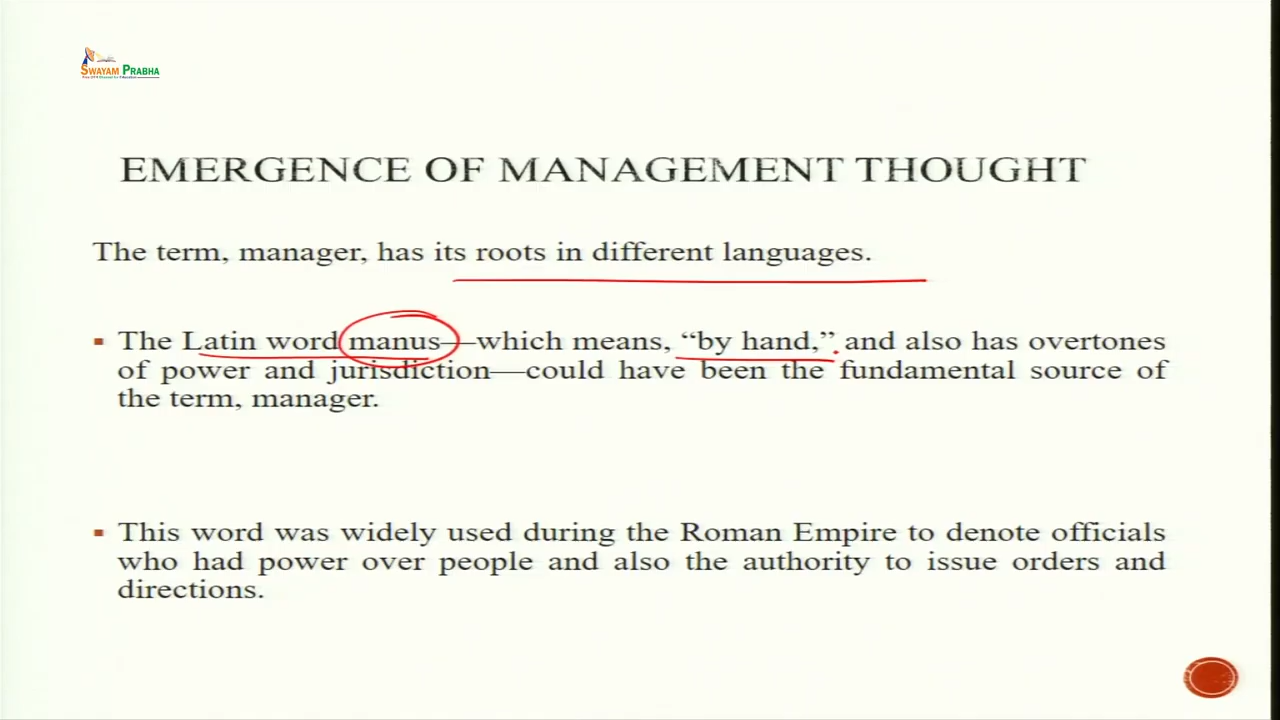 SWAYAM PRABHA
EMERGENCE OF MANAGEMENT THOUGHT
The term, manager, has its roots in different languages.
▪ The Latin word manus—which means, “by hand,” and also has overtones
of power and jurisdiction—could have been the fundamental source of
the term, manager.
▪ This word was widely used during the Roman Empire to denote officials
who had power over people and also the authority to issue orders and
directions.